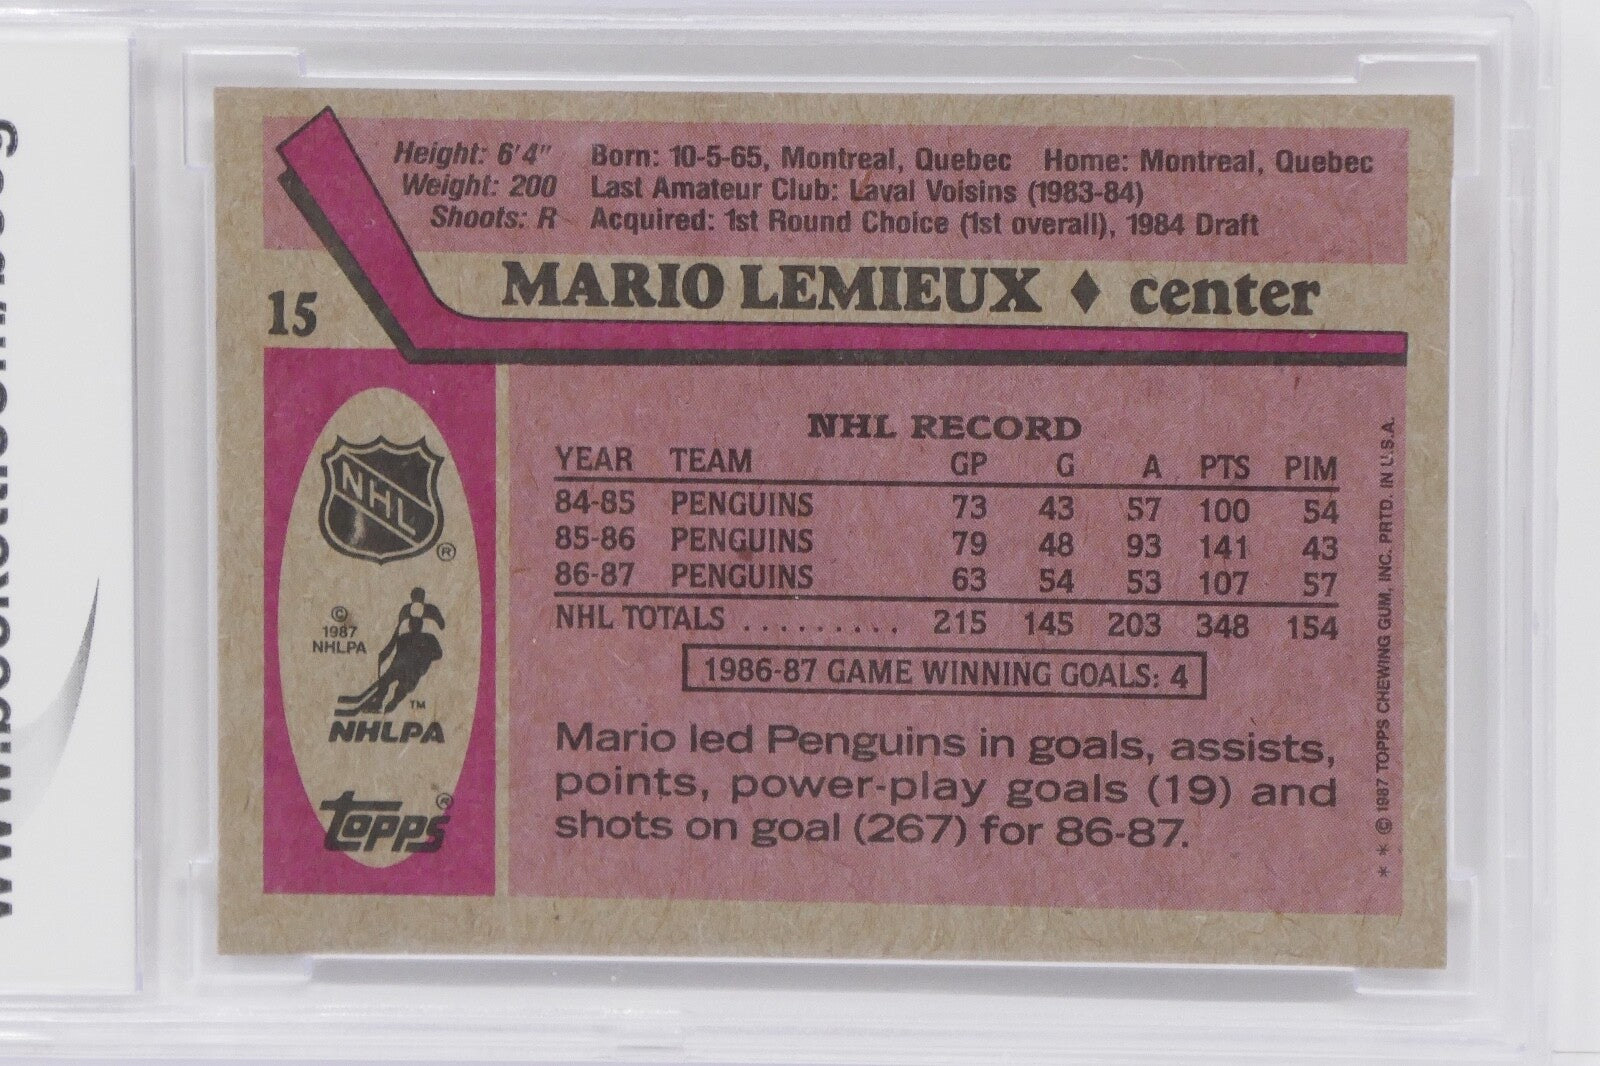 Height: 6'4" Born: 10-5-65, Montreal, Quebec Home: Montreal, Quebec
Weight: 200 Last Amateur Club: Laval Voisins (1983-84)
Shoots: R Acquired: 1st Round Choice (1st overall), 1984 Draft
15 MARIO LEMIEUX ♦ center
NHL ®
© 1987
NHLPA
TM
NHLPA
topps ®
NHL RECORD
YEAR TEAM GP G A PTS PIM
84-85 PENGUINS 73 43 57 100 54
85-86 PENGUINS 79 48 93 141 43
86-87 PENGUINS 63 54 53 107 57
NHL TOTALS ......... 215 145 203 348 154
1986-87 GAME WINNING GOALS: 4
Mario led Penguins in goals, assists,
points, power-play goals (19) and
shots on goal (267) for 86-87.
* * © 1987 TOPPS CHEWING GUM, INC. PRTD. IN U.S.A.